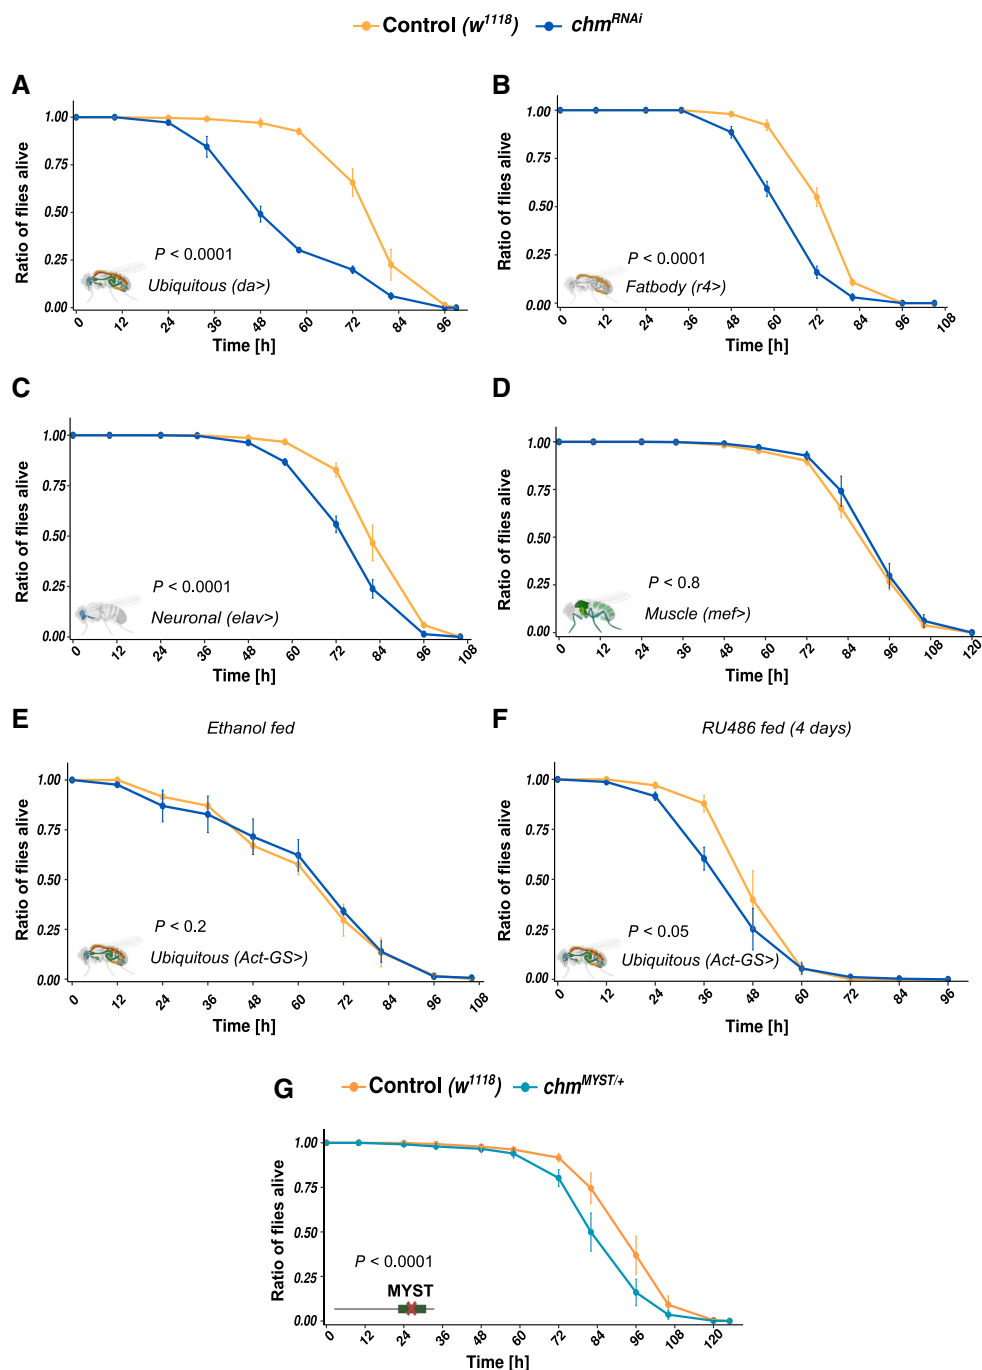 Control (w1118) chmRNAi
A
Ratio of flies alive
1.00
0.75
0.50
0.25
0.00
P < 0.0001
Ubiquitous (da>)
0 12 24 36 48 60 72 84 96
Time [h]
B
Ratio of flies alive
1.00
0.75
0.50
0.25
0.00
P < 0.0001
Fatbody (r4>)
0 12 24 36 48 60 72 84 96 108
Time [h]
C
Ratio of flies alive
1.00
0.75
0.50
0.25
0.00
P < 0.0001
Neuronal (elav>)
0 12 24 36 48 60 72 84 96 108
Time [h]
D
Ratio of flies alive
1.00
0.75
0.50
0.25
0.00
P < 0.8
Muscle (mef>)
0 12 24 36 48 60 72 84 96 108 120
Time [h]
E
Ethanol fed
Ratio of flies alive
1.00
0.75
0.50
0.25
0.00
P < 0.2
Ubiquitous (Act-GS>)
0 12 24 36 48 60 72 84 96 108
Time [h]
F
RU486 fed (4 days)
Ratio of flies alive
1.00
0.75
0.50
0.25
0.00
P < 0.05
Ubiquitous (Act-GS>)
0 12 24 36 48 60 72 84 96
Time [h]
G
Control (w1118) chmMYST/+
Ratio of flies alive
1.00
0.75
0.50
0.25
0.00
P < 0.0001
MYST
0 12 24 36 48 60 72 84 96 108 120
Time [h]